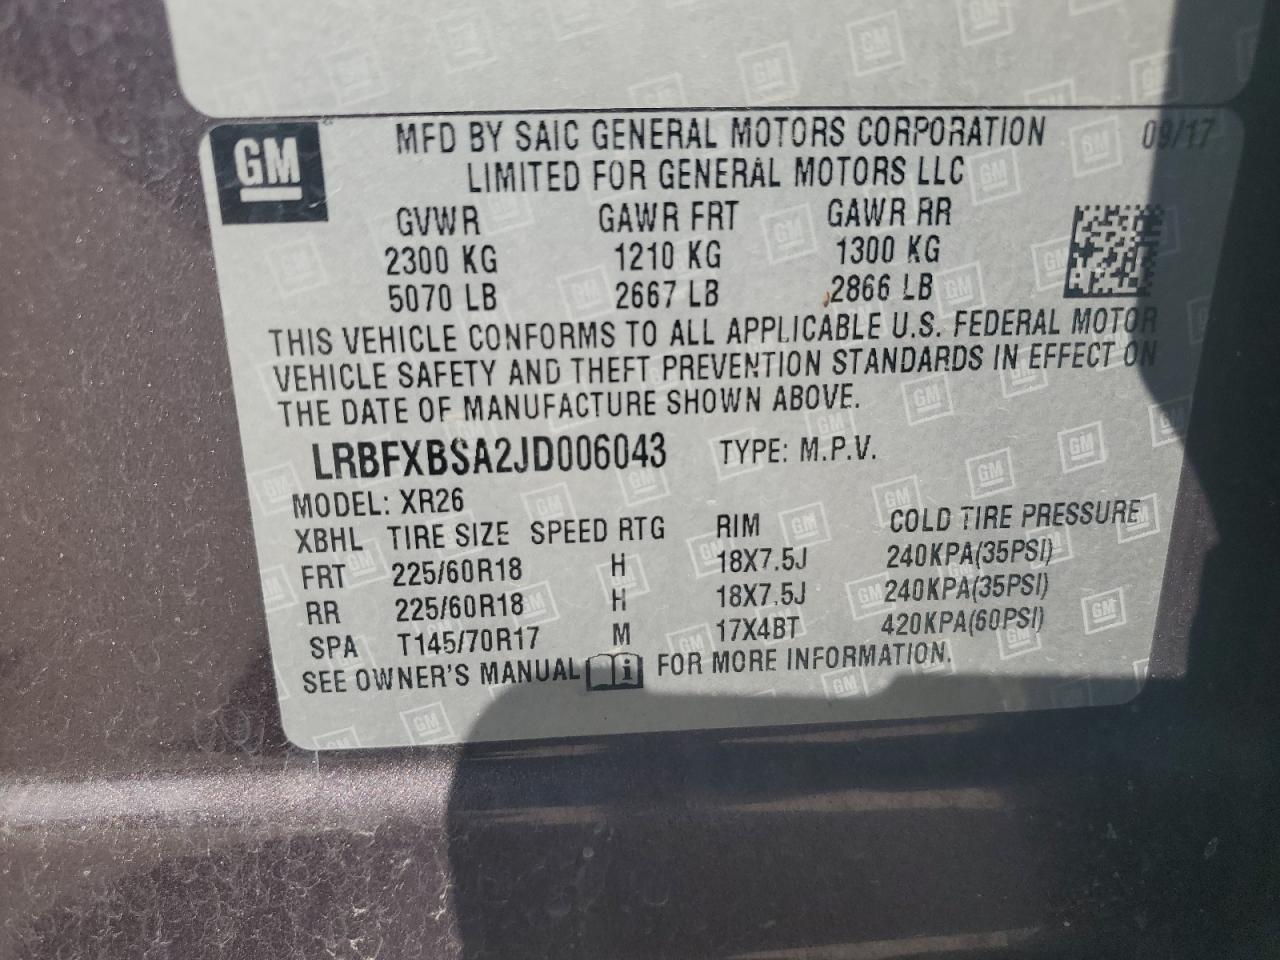 GM
MFD BY SAIC GENERAL MOTORS CORPORATION 09/17
LIMITED FOR GENERAL MOTORS LLC
GVWR GAWR FRT GAWR RR
2300 KG 1210 KG 1300 KG
5070 LB 2667 LB 2866 LB
THIS VEHICLE CONFORMS TO ALL APPLICABLE U.S. FEDERAL MOTOR
VEHICLE SAFETY AND THEFT PREVENTION STANDARDS IN EFFECT ON
THE DATE OF MANUFACTURE SHOWN ABOVE.
LRBFXBSA2JD006043 TYPE: M.P.V.
MODEL: XR26
XBHL TIRE SIZE SPEED RTG RIM COLD TIRE PRESSURE
FRT 225/60R18 H 18X7.5J 240KPA(35PSI)
RR 225/60R18 H 18X7.5J 240KPA(35PSI)
SPA T145/70R17 M 17X4BT 420KPA(60PSI)
SEE OWNER'S MANUAL i FOR MORE INFORMATION.